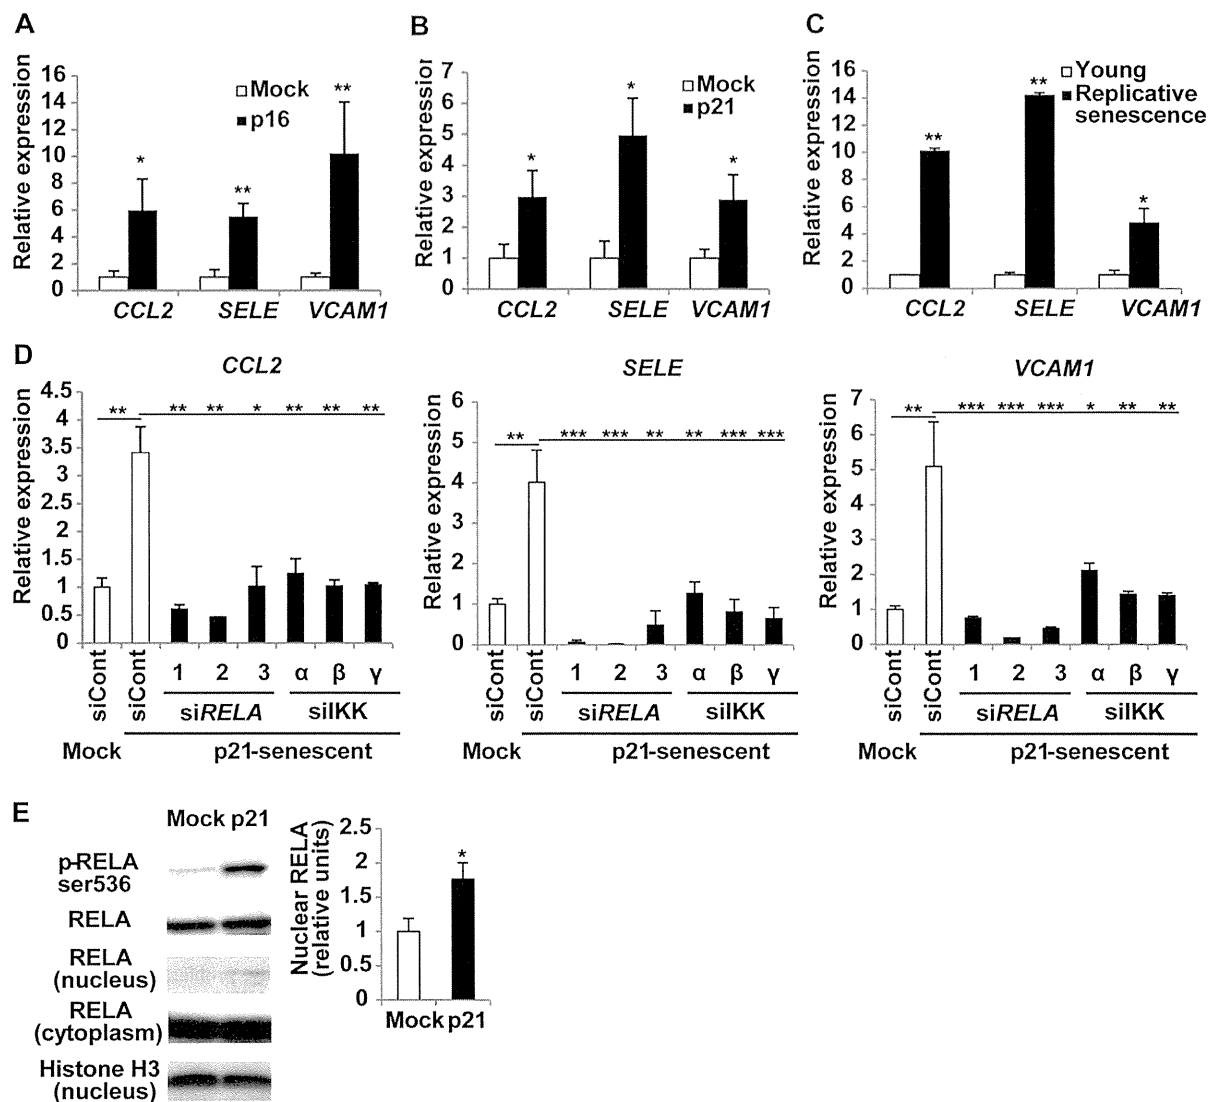 A
Relative expression
16
14
12
10
8
6
4
2
0
Mock
p16
*
**
**
CCL2
SELE
VCAM1
B
Relative expression
7
6
5
4
3
2
1
0
Mock
p21
*
*
*
CCL2
SELE
VCAM1
C
Relative expression
16
14
12
10
8
6
4
2
0
Young
Replicative
senescence
**
**
*
CCL2
SELE
VCAM1
D
CCL2
Relative expression
4.5
4
3.5
3
2.5
2
1.5
1
0.5
0
** ** ** * ** ** **
siCont
siCont
1 2 3 α β γ
siRELA siIKK
Mock p21-senescent
SELE
Relative expression
6
5
4
3
2
1
0
** *** *** ** ** *** ***
siCont
siCont
1 2 3 α β γ
siRELA siIKK
p21-senescent
VCAM1
Relative expression
7
6
5
4
3
2
1
0
** *** *** *** * ** **
siCont
siCont
1 2 3 α β γ
siRELA siIKK
Mock p21-senescent
E
Mock p21
p-RELA
ser536
RELA
RELA
(nucleus)
RELA
(cytoplasm)
Histone H3
(nucleus)
Nuclear RELA
(relative units)
2.5
2
1.5
1
0.5
0
*
Mock p21